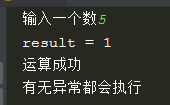 输入一个数5
result = 1
运算成功
有无异常都会执行